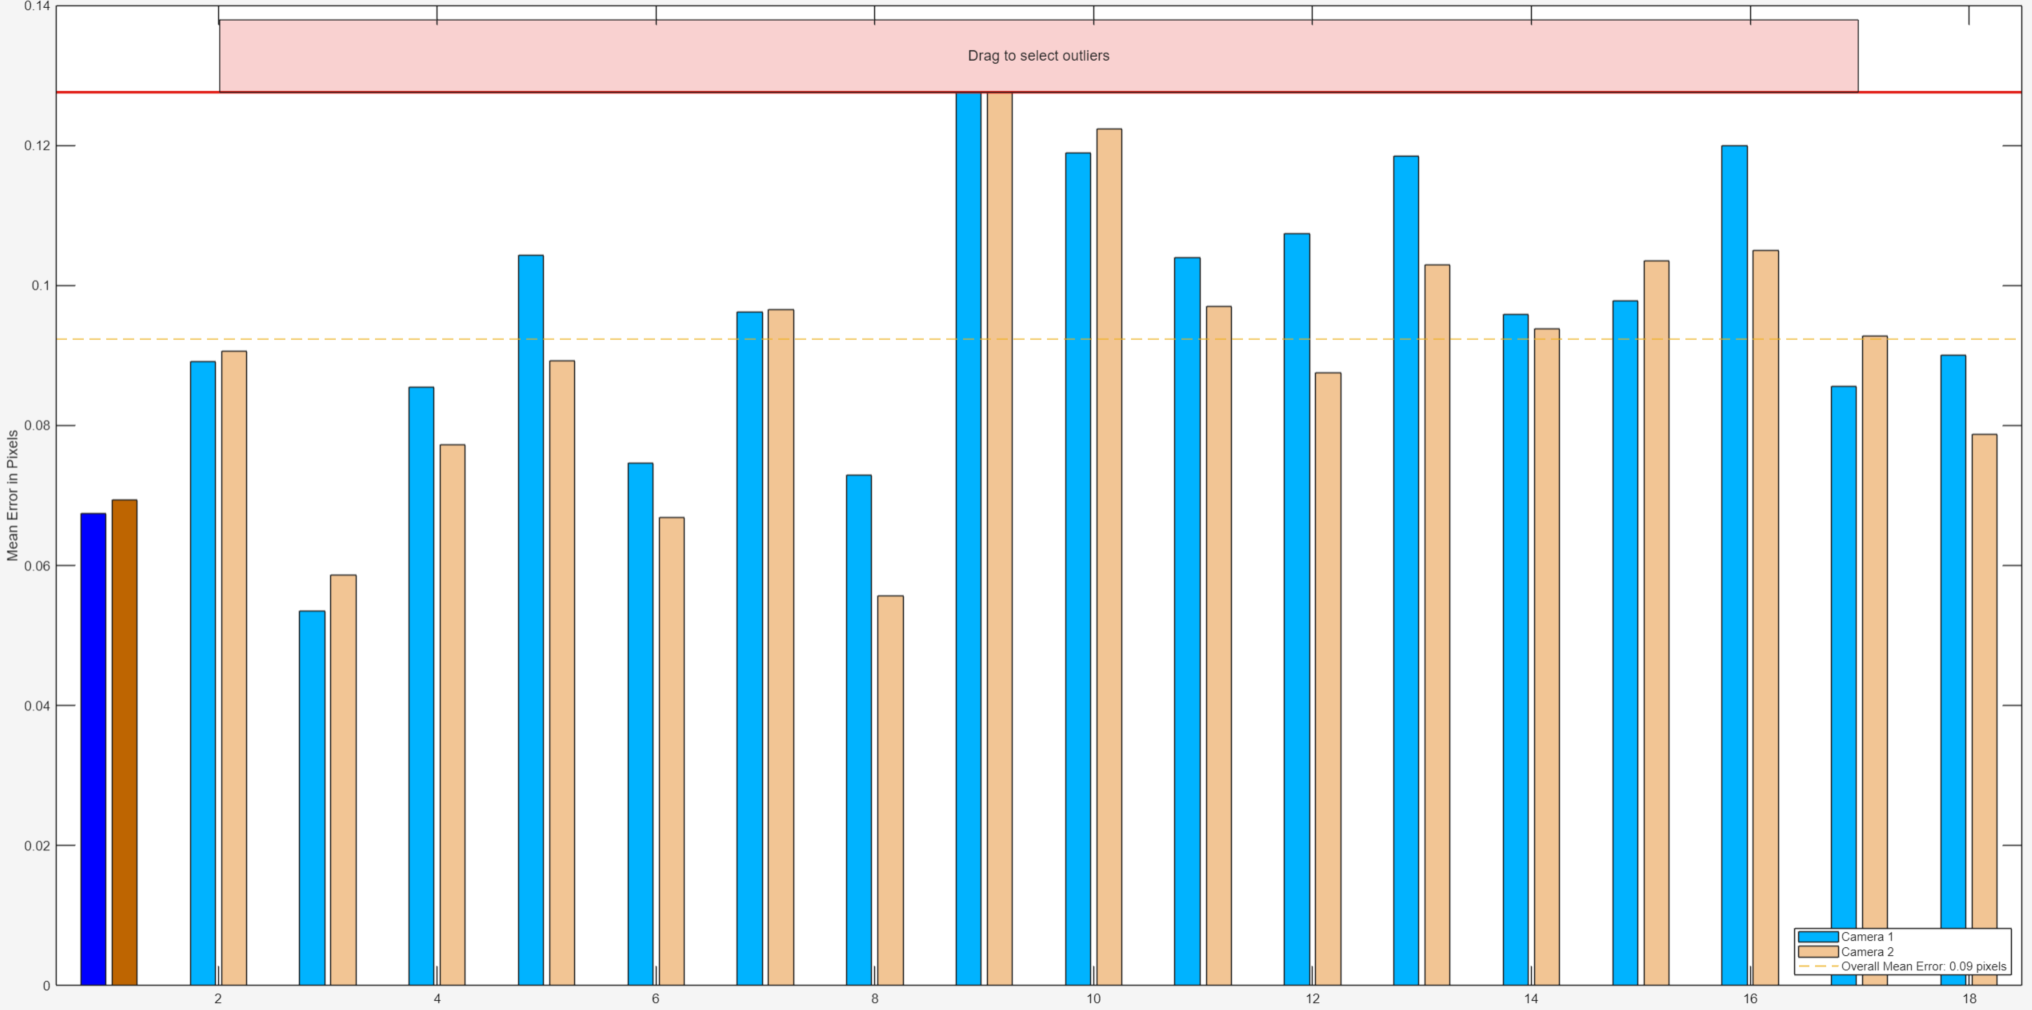 0.14
Drag to select outliers
0.12
0.1
0.08
Mean Error in Pixels
0.06
0.04
0.02
0
Camera 1
Camera 2
Overall Mean Error: 0.09 pixels
2 4 6 8 10 12 14 16 18